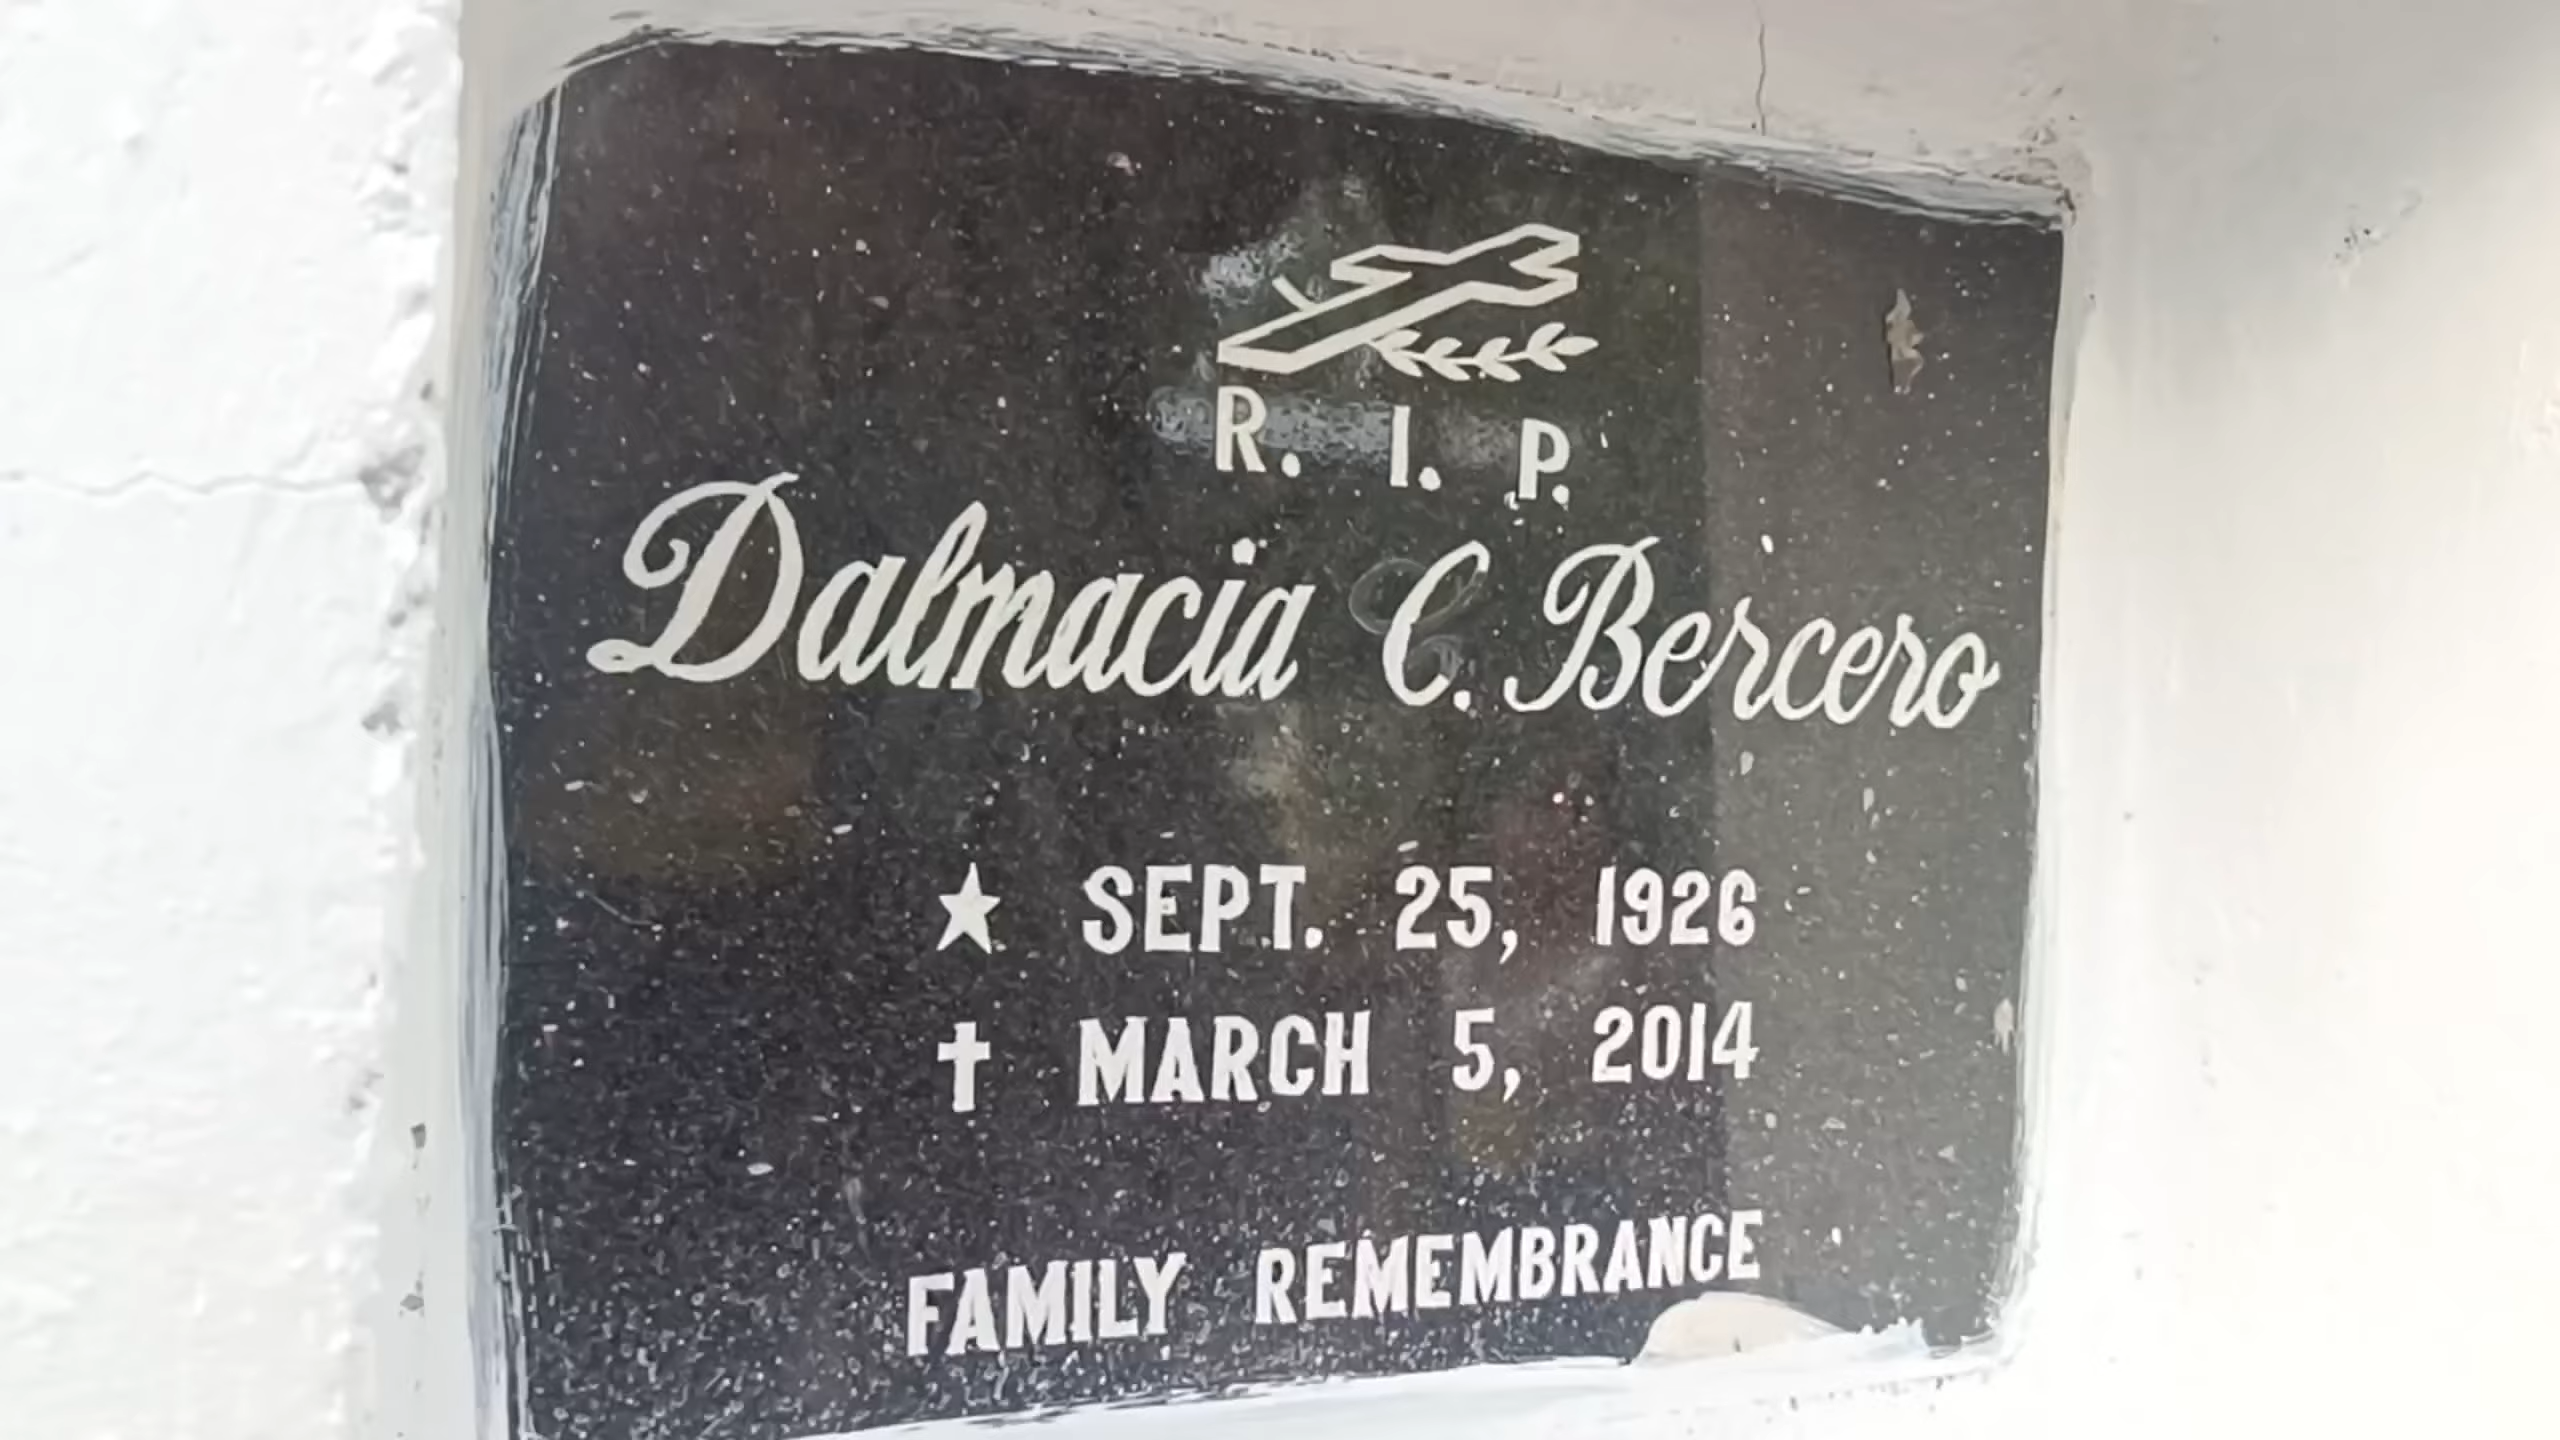 R. I. P.
Dalmacia C. Bercero
★ SEPT. 25, 1926
✝ MARCH 5, 2014
FAMILY REMEMBRANCE